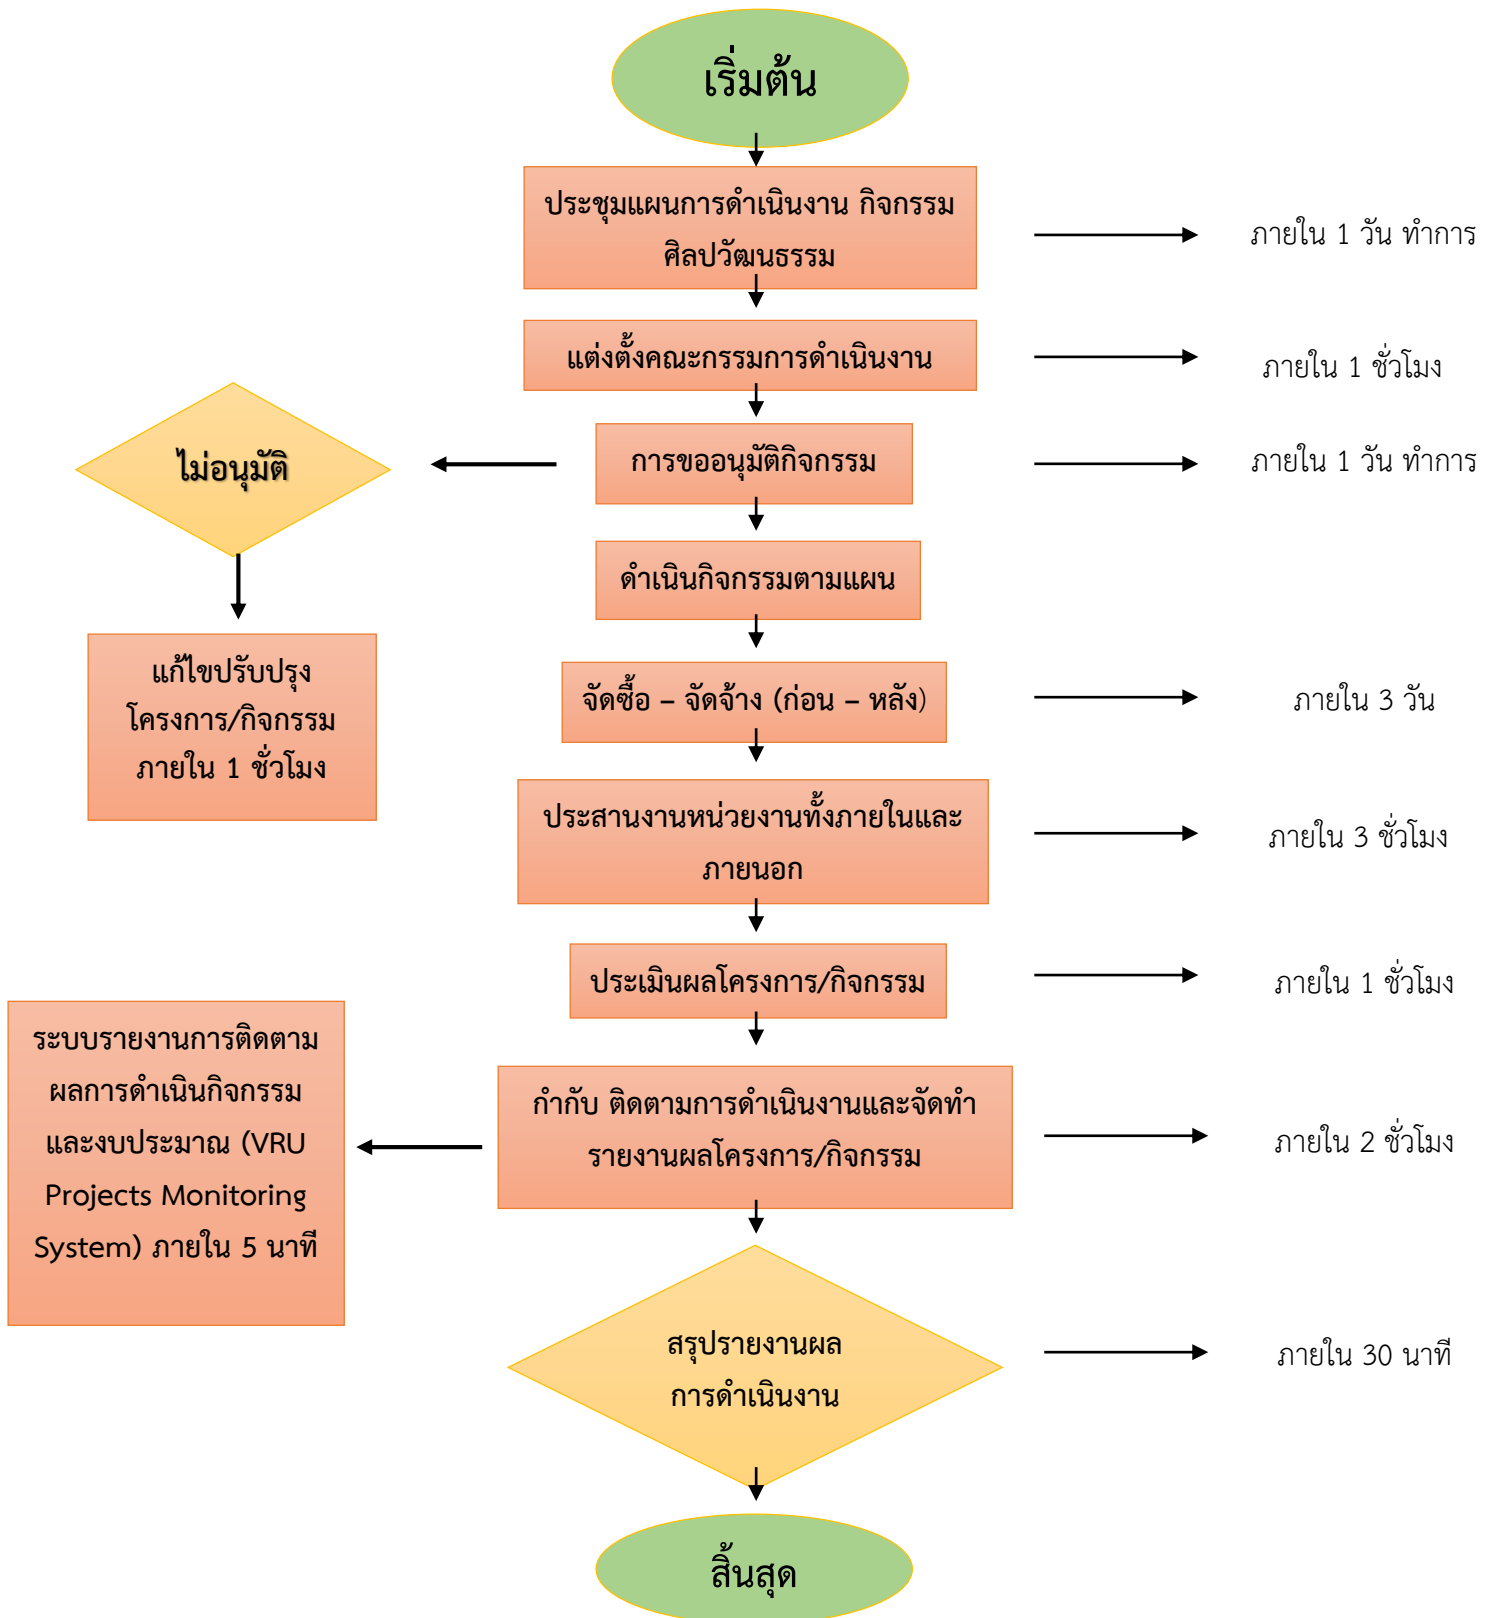 เริ่มต้น
ประชุมแผนการดำเนินงาน กิจกรรม
ศิลปวัฒนธรรม
ภายใน 1 วัน ทำการ
แต่งตั้งคณะกรรมการดำเนินงาน
ภายใน 1 ชั่วโมง
ไม่อนุมัติ
การขออนุมัติกิจกรรม
ภายใน 1 วัน ทำการ
ดำเนินกิจกรรมตามแผน
แก้ไขปรับปรุง
โครงการ/กิจกรรม
ภายใน 1 ชั่วโมง
จัดซื้อ – จัดจ้าง (ก่อน – หลัง)
ภายใน 3 วัน
ประสานงานหน่วยงานทั้งภายในและ
ภายนอก
ภายใน 3 ชั่วโมง
ประเมินผลโครงการ/กิจกรรม
ภายใน 1 ชั่วโมง
ระบบรายงานการติดตาม
ผลการดำเนินกิจกรรม
และงบประมาณ (VRU
Projects Monitoring
System) ภายใน 5 นาที
กำกับ ติดตามการดำเนินงานและจัดทำ
รายงานผลโครงการ/กิจกรรม
ภายใน 2 ชั่วโมง
สรุปรายงานผล
การดำเนินงาน
ภายใน 30 นาที
สิ้นสุด